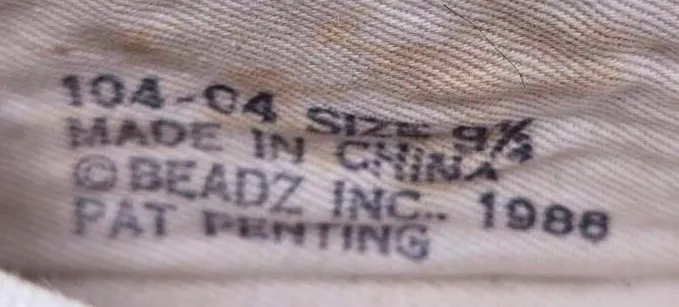 104-04 SIZE 9½
MADE IN CHINA
©BEADZ INC., 1986
PAT PENTING